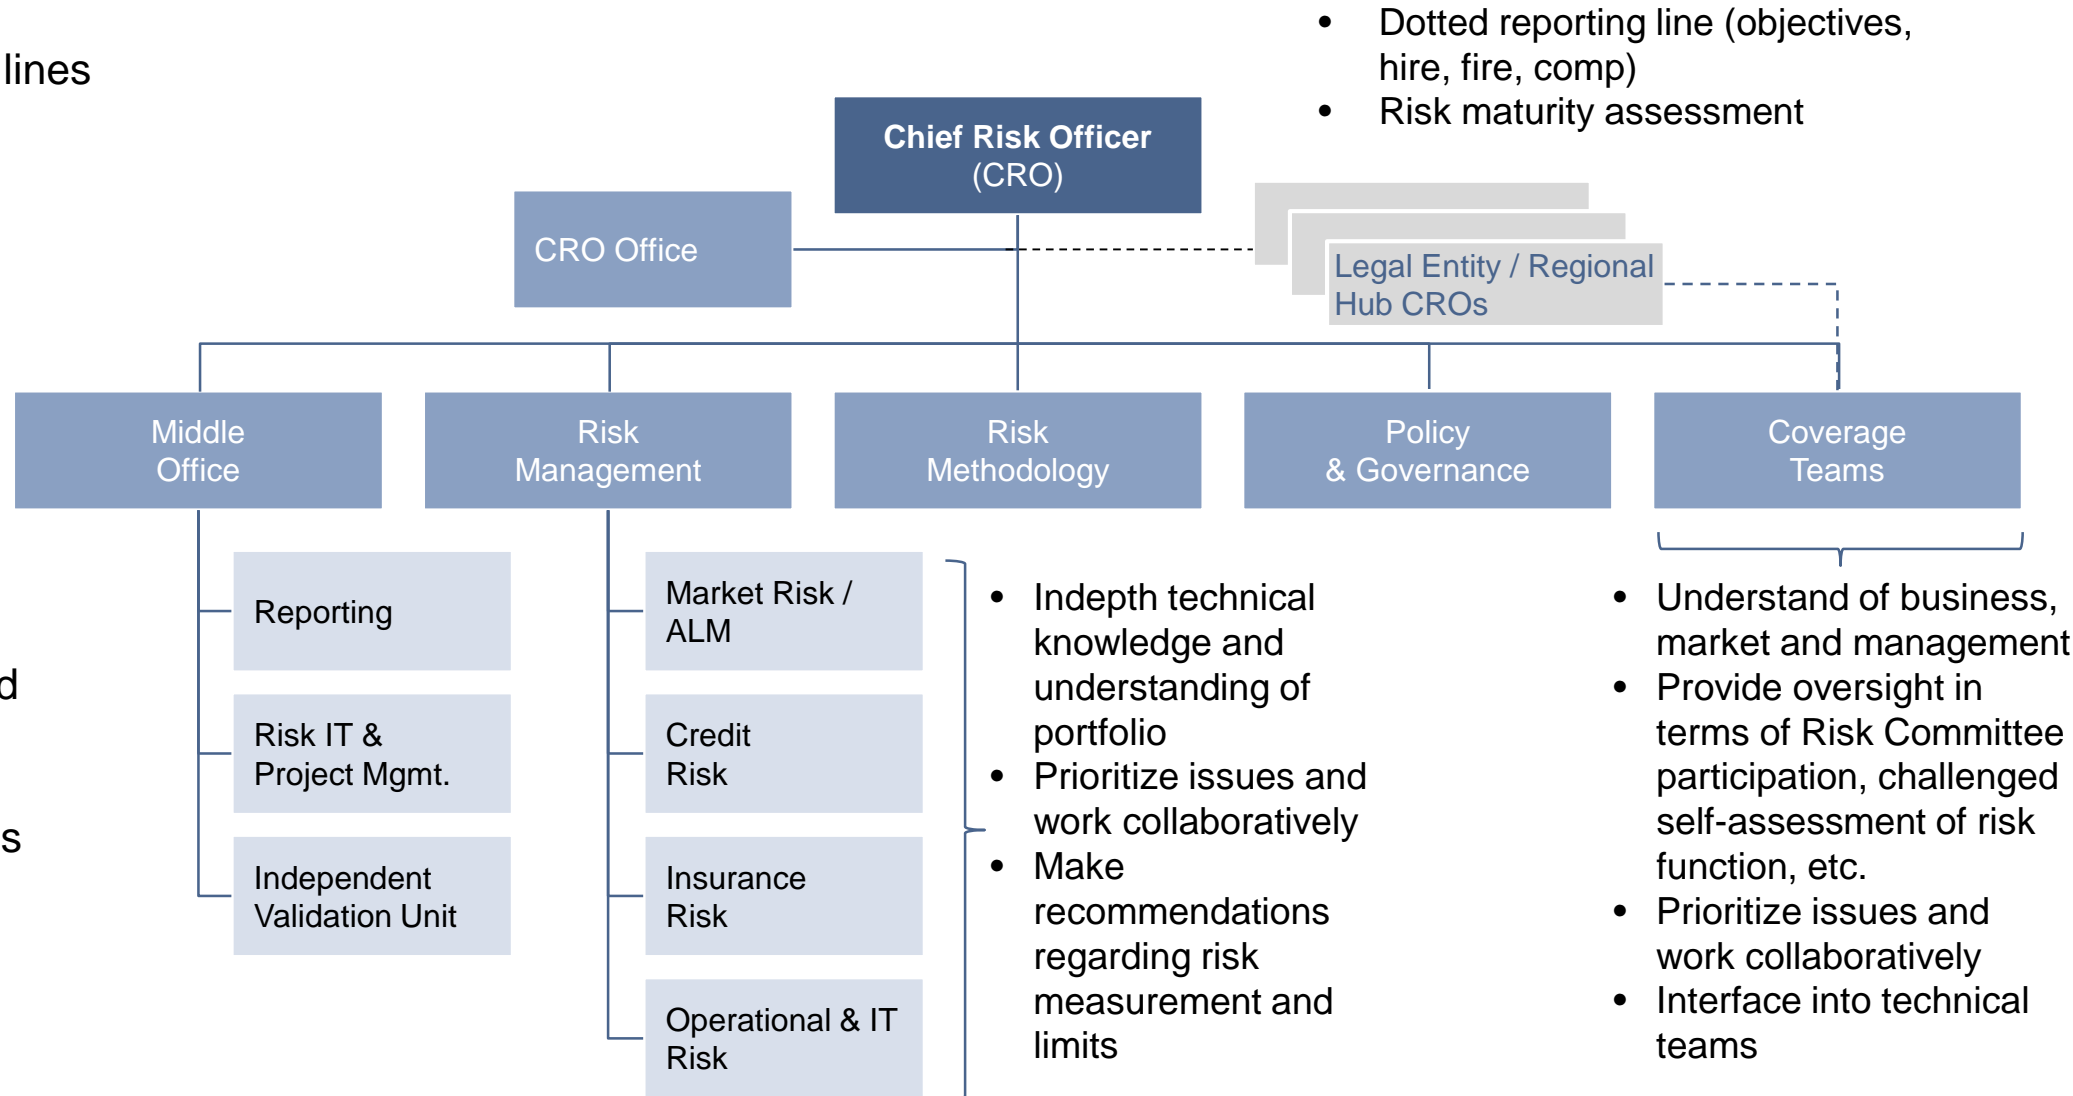 lines
• Dotted reporting line (objectives,
hire, fire, comp)
• Risk maturity assessment
Chief Risk Officer
(CRO)
CRO Office
Legal Entity / Regional
Hub CROs
Middle
Office
Risk
Management
Risk
Methodology
Policy
& Governance
Coverage
Teams
Reporting
Risk IT &
Project Mgmt.
Independent
Validation Unit
Market Risk /
ALM
Credit
Risk
Insurance
Risk
Operational & IT
Risk
• Indepth technical
knowledge and
understanding of
portfolio
• Prioritize issues and
work collaboratively
• Make
recommendations
regarding risk
measurement and
limits
• Understand of business,
market and management
• Provide oversight in
terms of Risk Committee
participation, challenged
self-assessment of risk
function, etc.
• Prioritize issues and
work collaboratively
• Interface into technical
teams